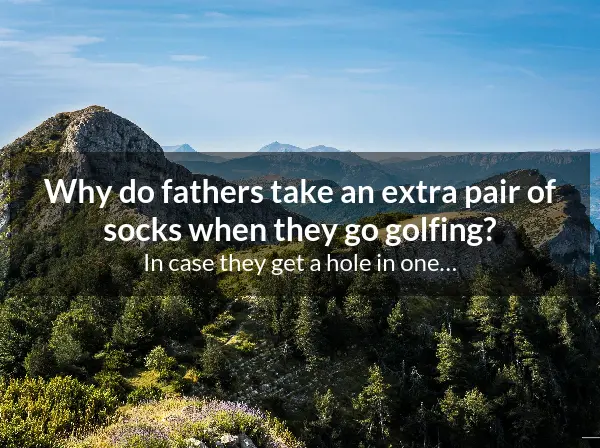 Why do fathers take an extra pair of
socks when they go golfing?
In case they get a hole in one...